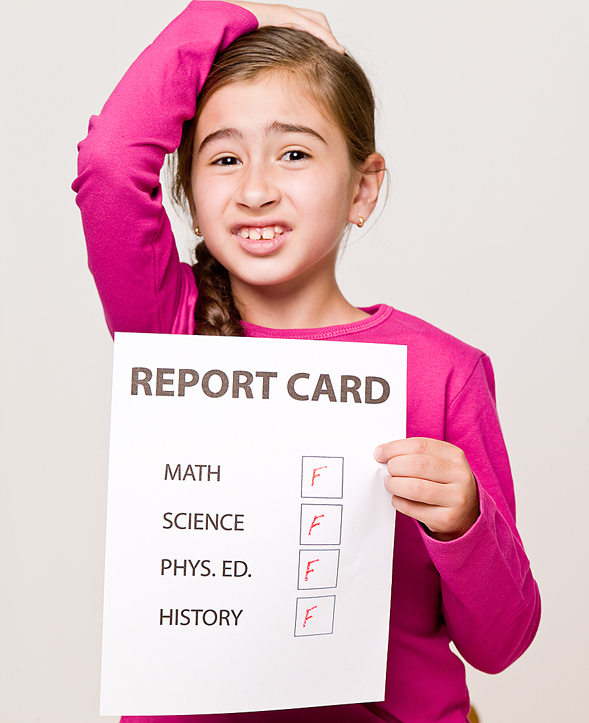 REPORT CARD
MATH F
SCIENCE F
PHYS. ED. F
HISTORY F